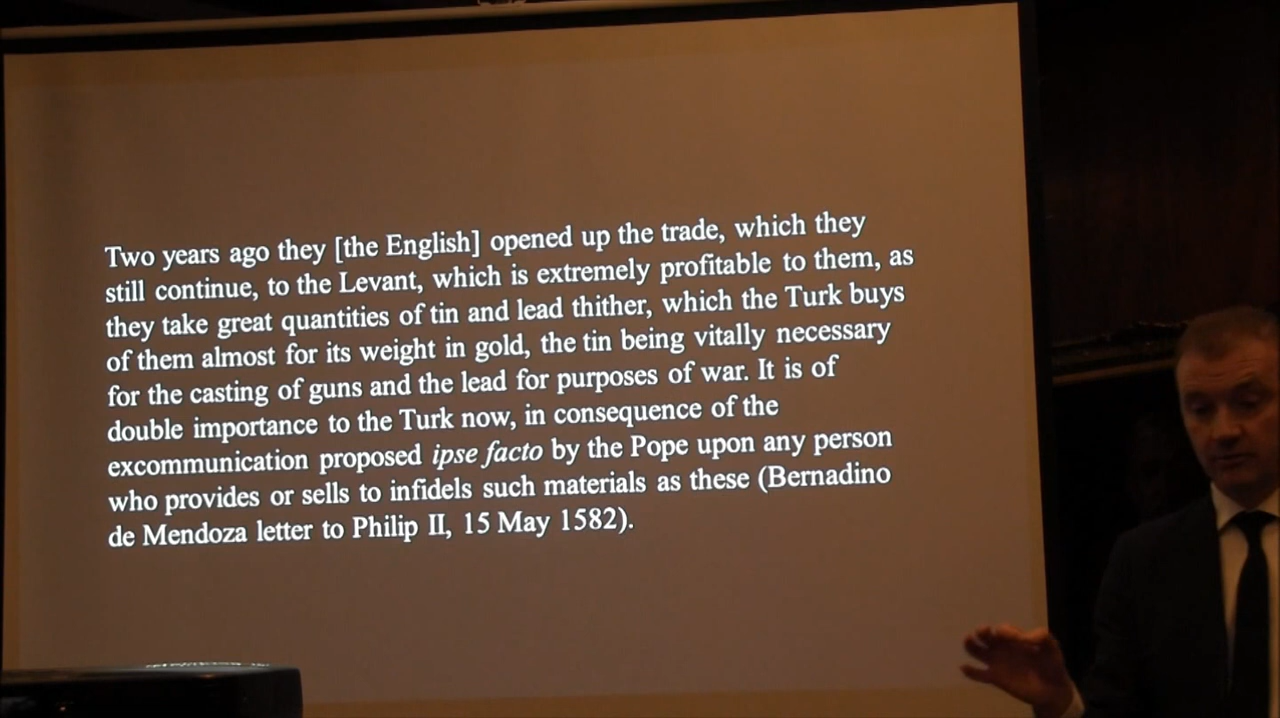 Two years ago they [the English] opened up the trade, which they
still continue, to the Levant, which is extremely profitable to them, as
they take great quantities of tin and lead thither, which the Turk buys
of them almost for its weight in gold, the tin being vitally necessary
for the casting of guns and the lead for purposes of war. It is of
double importance to the Turk now, in consequence of the
excommunication proposed ipse facto by the Pope upon any person
who provides or sells to infidels such materials as these (Bernadino
de Mendoza letter to Philip II, 15 May 1582).